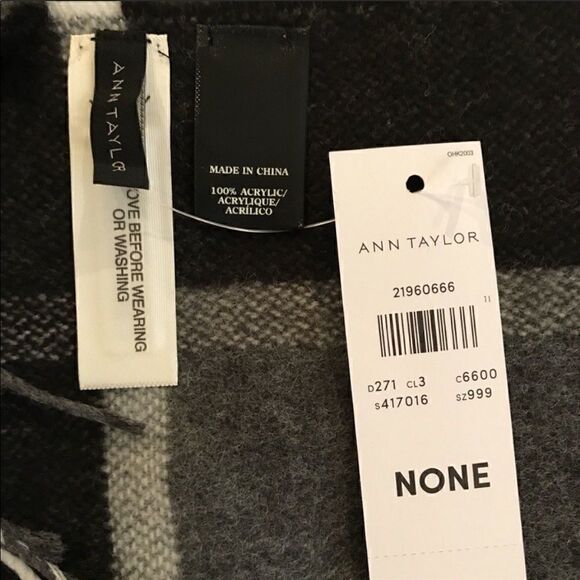 ANN TAYLOR
OVE BEFORE WEARING
OR WASHING
MADE IN CHINA
100% ACRYLIC/
ACRYLIQUE/
ACRÍLICO
OHK2003
ANN TAYLOR
21960666
11
D271 CL3 C6600
S417016 SZ999
NONE